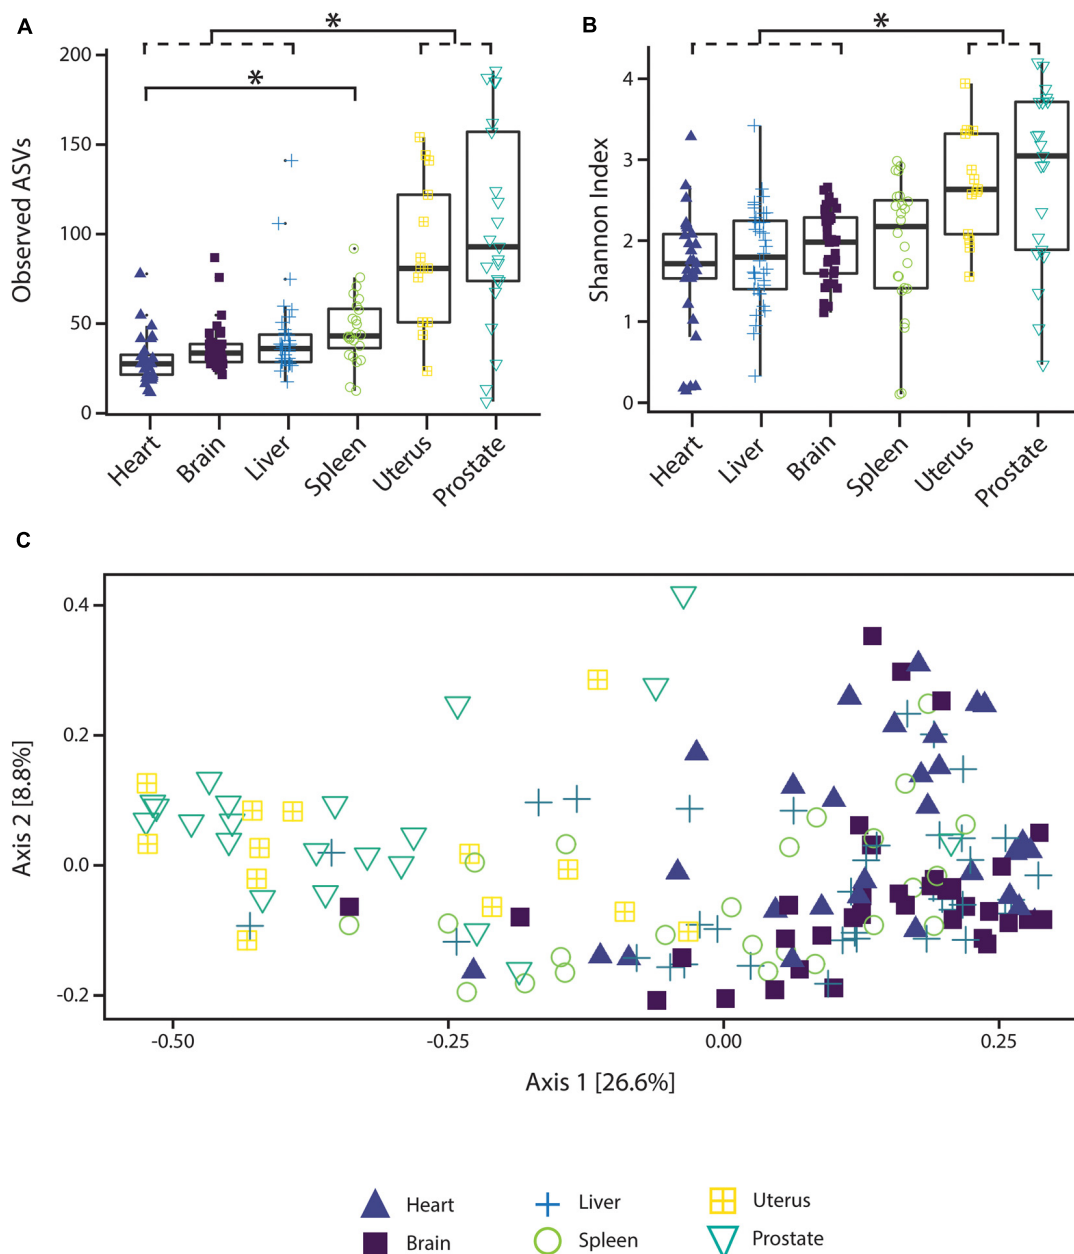 A
*
*
Observed ASVs
200
150
100
50
0
Heart
Brain
Liver
Spleen
Uterus
Prostate
B
*
Shannon Index
4
3
2
1
0
Heart
Liver
Brain
Spleen
Uterus
Prostate
C
Axis 2 [8.8%]
0.4
0.2
0.0
-0.2
-0.50
-0.25
0.00
0.25
Axis 1 [26.6%]
Heart
Liver
Uterus
Brain
Spleen
Prostate